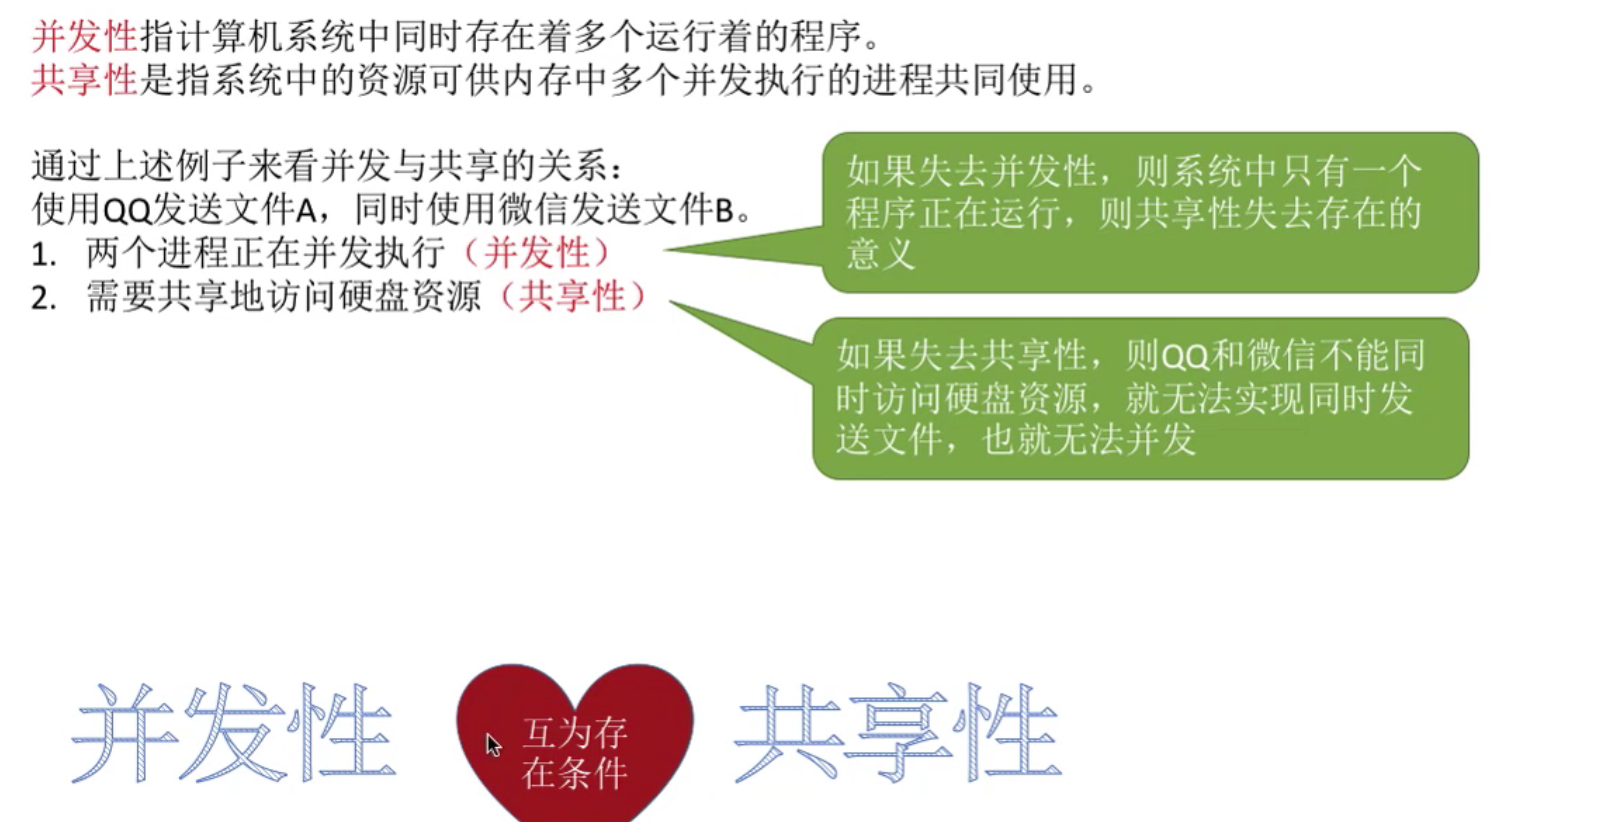 并发性指计算机系统中同时存在着多个运行着的程序。
共享性是指系统中的资源可供内存中多个并发执行的进程共同使用。
通过上述例子来看并发与共享的关系：
使用QQ发送文件A，同时使用微信发送文件B。
1. 两个进程正在并发执行（并发性）
2. 需要共享地访问硬盘资源（共享性）
如果失去并发性，则系统中只有一个
程序正在运行，则共享性失去存在的
意义
如果失去共享性，则QQ和微信不能同
时访问硬盘资源，就无法实现同时发
送文件，也就无法并发
并发性
互为存
在条件
共享性